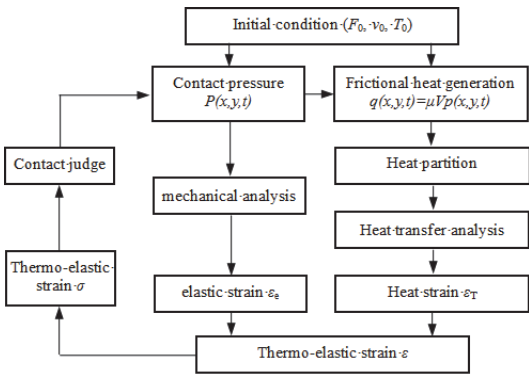 Initial·condition·(F₀,·v₀,·T₀)
Contact·pressure
P(x,y,t)
Frictional·heat·generation
q(x,y,t)=μVp(x,y,t)
Contact·judge
Heat·partition
mechanical·analysis
Heat·transfer·analysis
Thermo-elastic·
strain·σ
elastic·strain·εₑ
Heat·strain·ε_T
Thermo-elastic·strain·ε